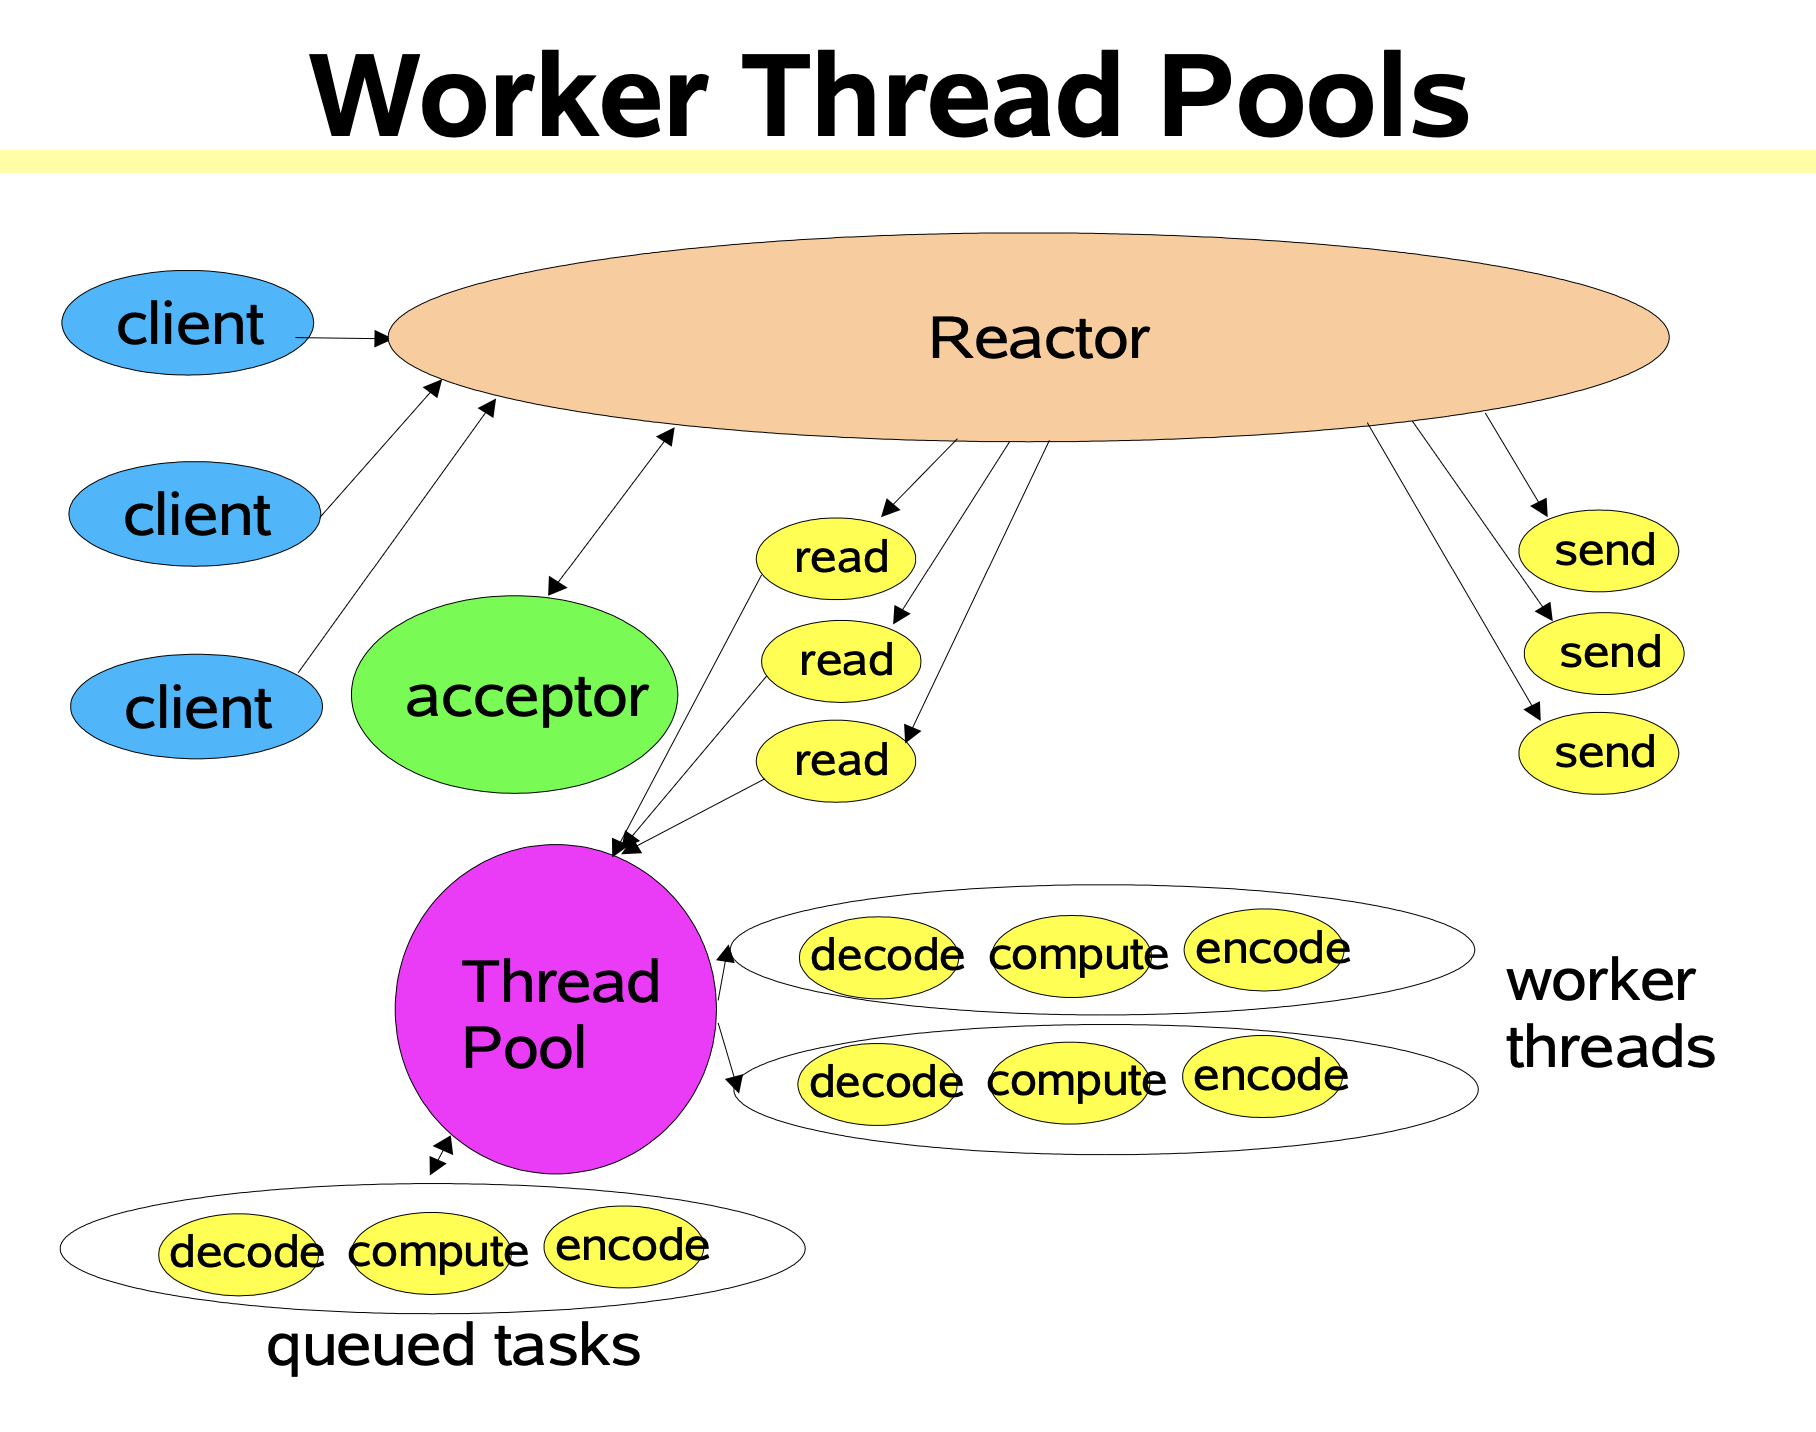 Worker Thread Pools
client
Reactor
client
client
acceptor
read
read
read
send
send
send
Thread
Pool
decode compute encode
decode compute encode
worker
threads
decode compute encode
queued tasks